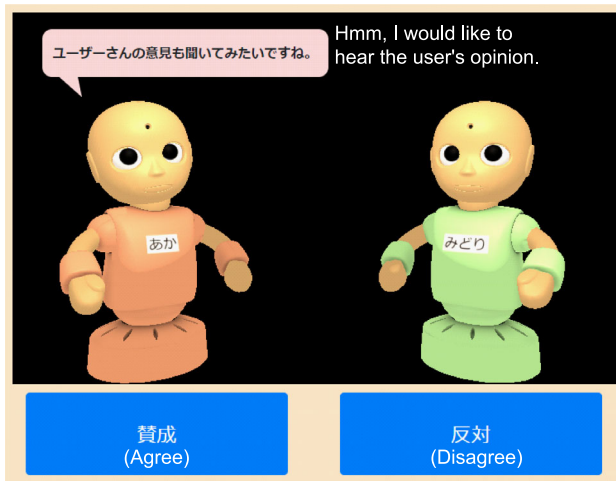 ユーザーさんの意見も聞いてみたいですね。
Hmm, I would like to
hear the user's opinion.
あか
みどり
賛成
(Agree)
反対
(Disagree)